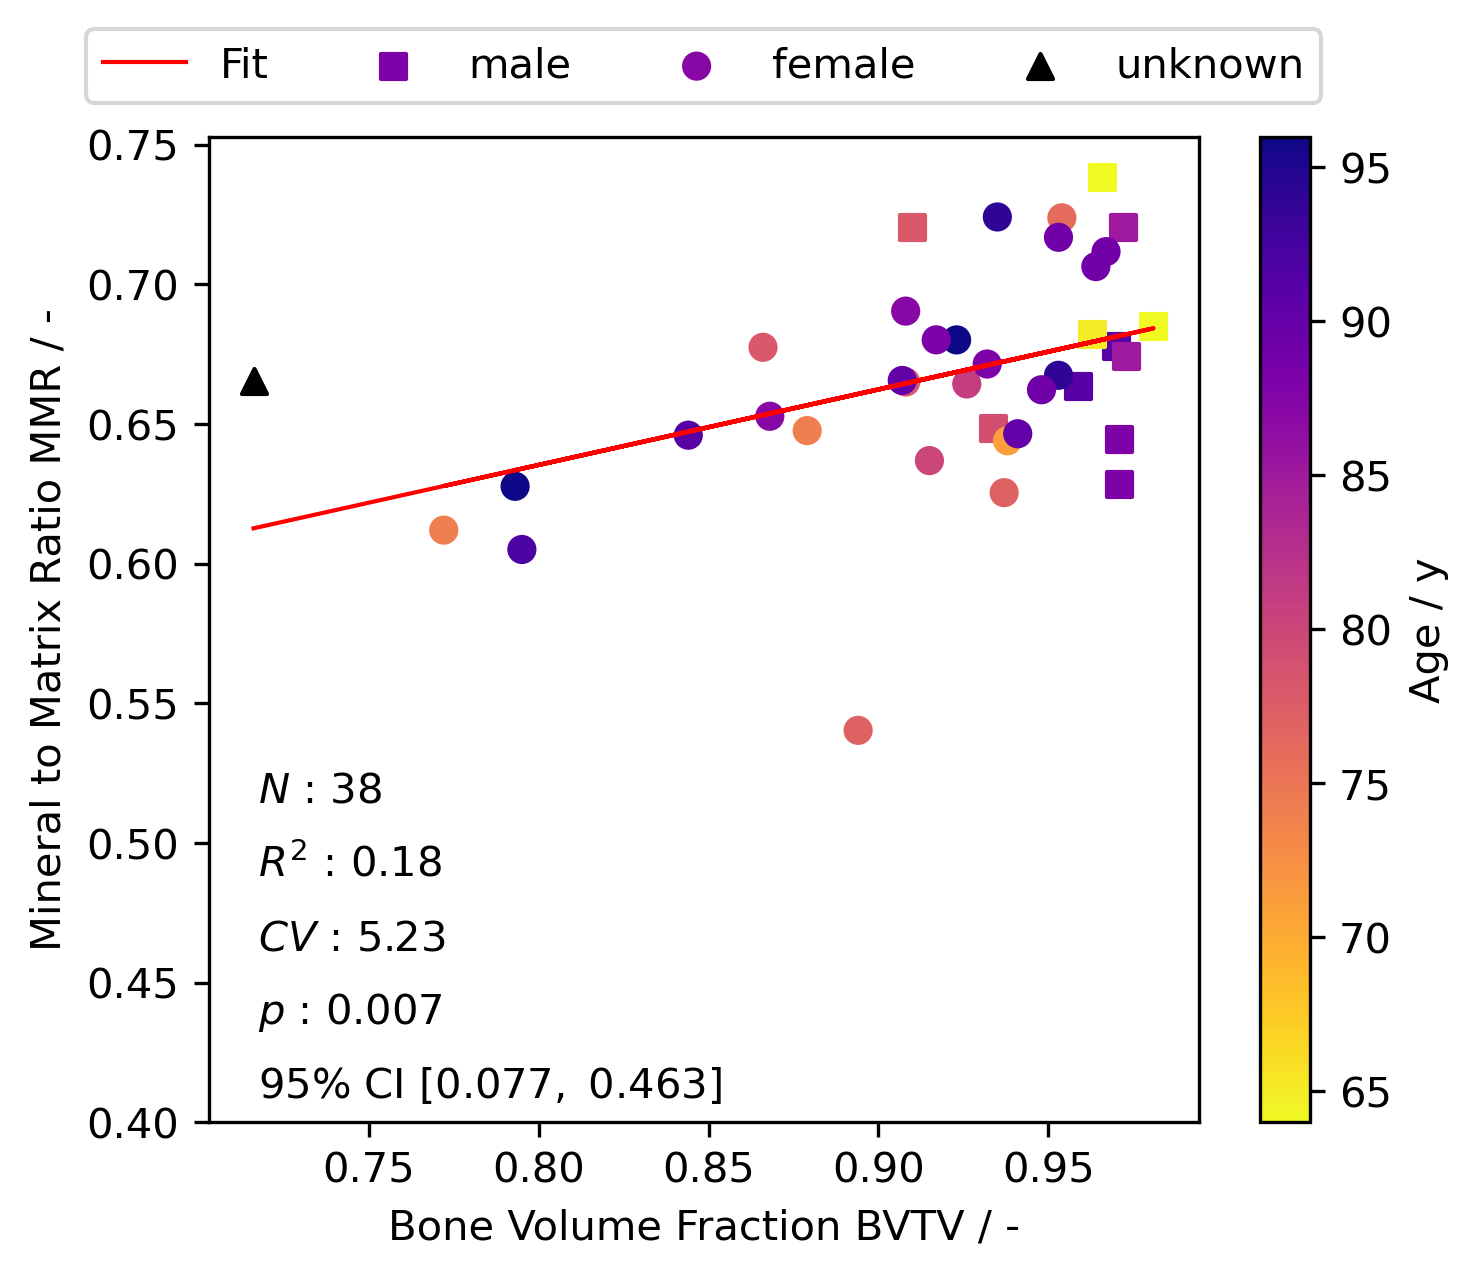 Fit male female unknown
0.75
0.70
0.65
0.60
0.55
0.50
0.45
0.40
Mineral to Matrix Ratio MMR / -
N : 38
R² : 0.18
CV : 5.23
p : 0.007
95% CI [0.077, 0.463]
0.75 0.80 0.85 0.90 0.95
Bone Volume Fraction BVTV / -
95
90
85
80
75
70
65
Age / y